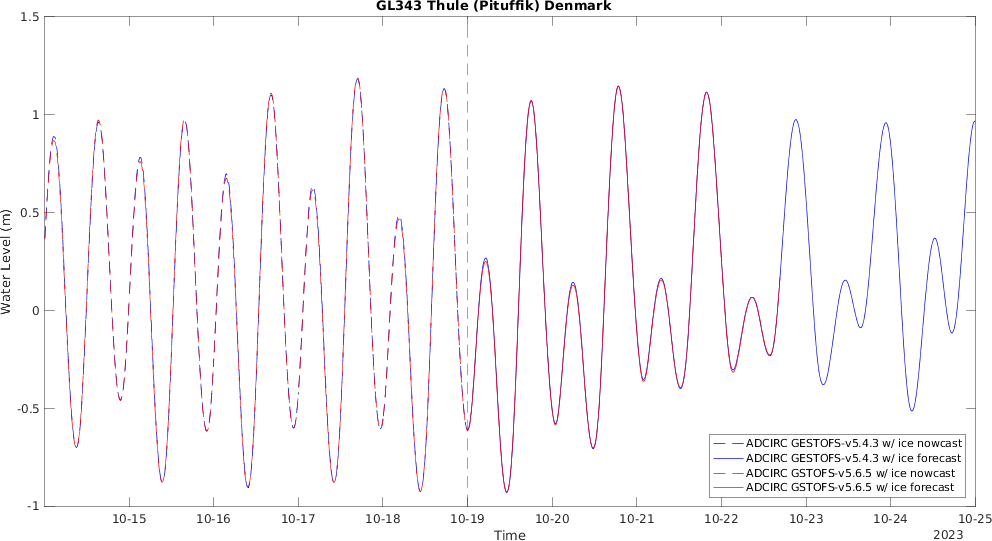 GL343 Thule (Pituffik) Denmark
1.5
1
0.5
0
-0.5
-1
Water Level (m)
10-15 10-16 10-17 10-18 10-19 10-20 10-21 10-22 10-23 10-24 10-25
Time
2023
ADCIRC GESTOFS-v5.4.3 w/ ice nowcast
ADCIRC GESTOFS-v5.4.3 w/ ice forecast
ADCIRC GSTOFS-v5.6.5 w/ ice nowcast
ADCIRC GSTOFS-v5.6.5 w/ ice forecast